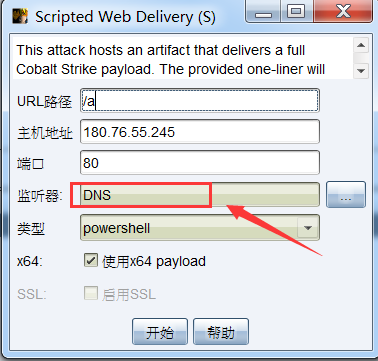 Scripted Web Delivery (S)
This attack hosts an artifact that delivers a full
Cobalt Strike payload. The provided one-liner will
URL路径 /a
主机地址 180.76.55.245
端口 80
监听器: DNS ...
类型 powershell
x64: 使用x64 payload
SSL: 启用SSL
开始 帮助